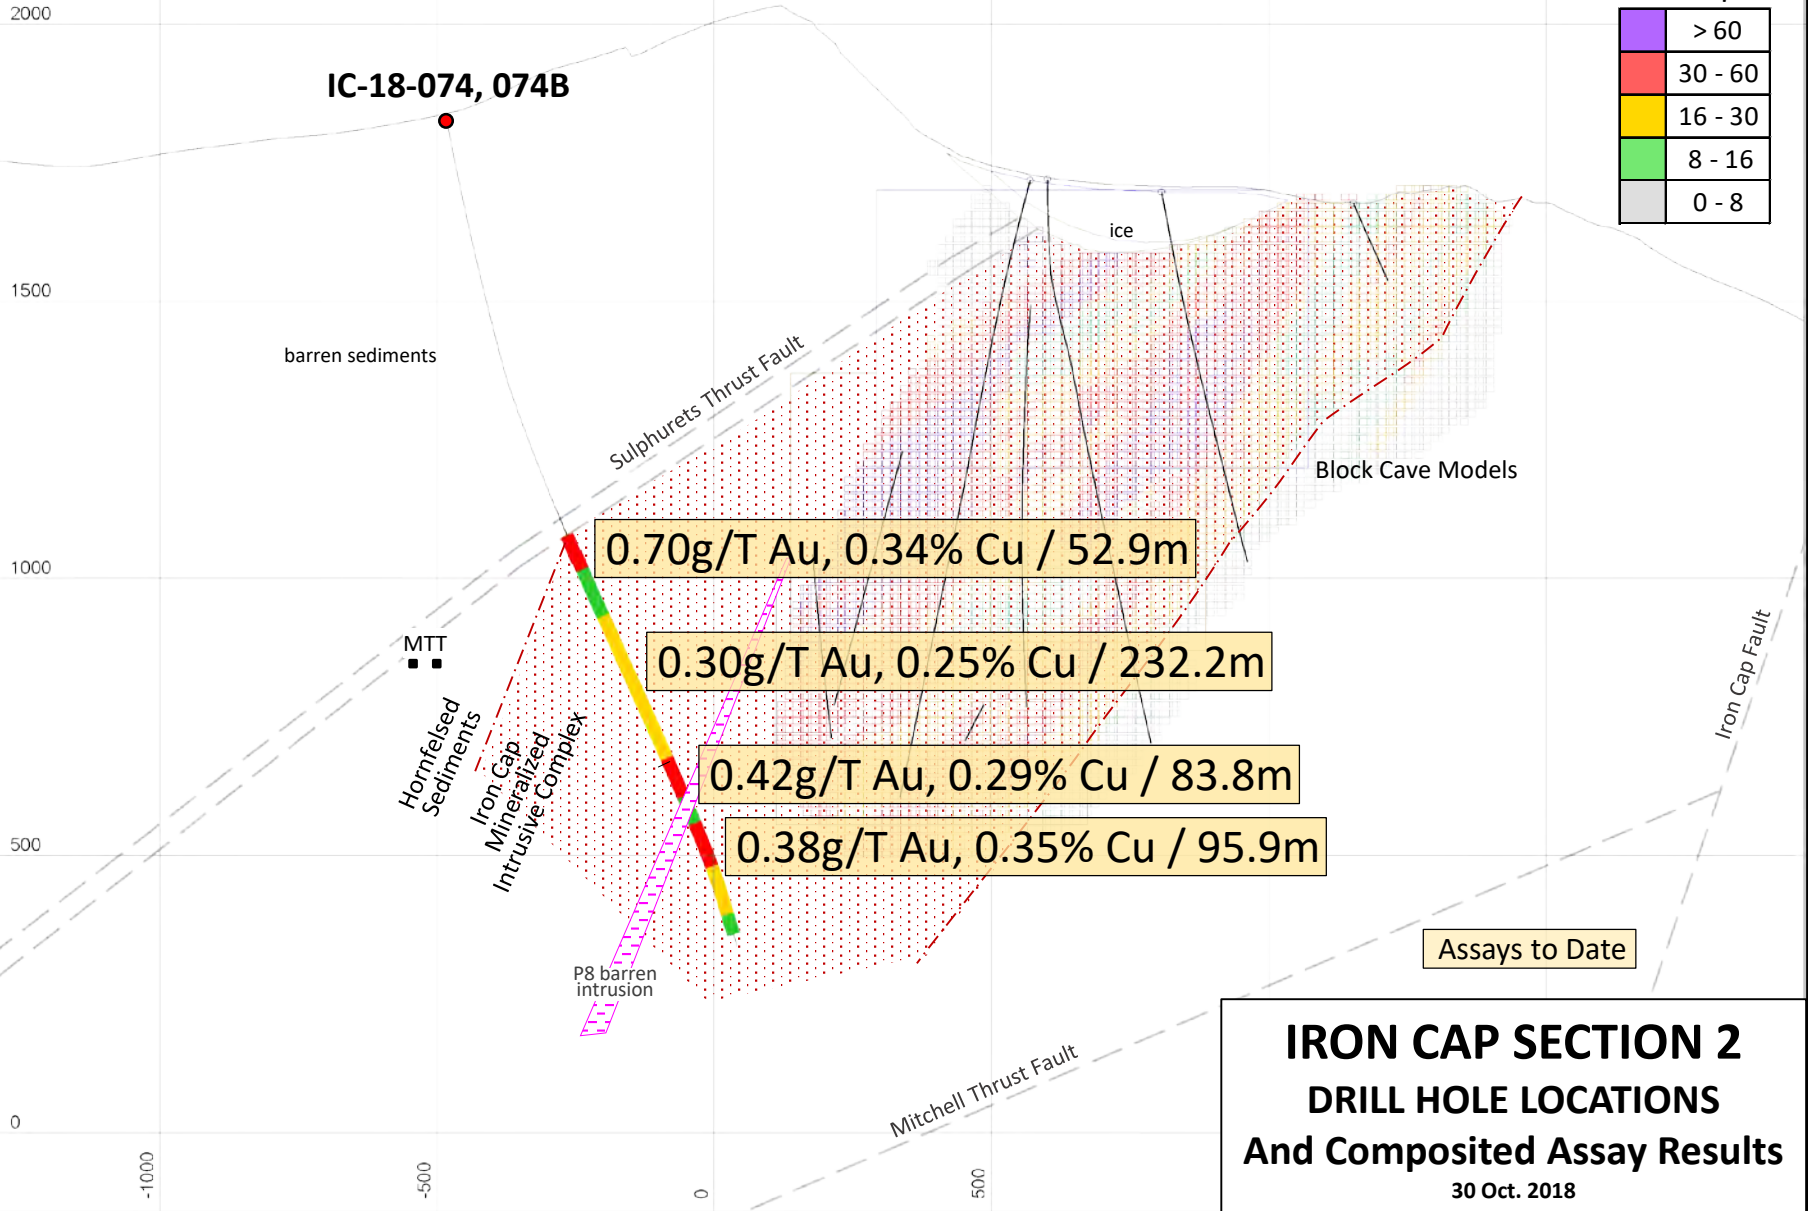 2000
> 60
30 - 60
16 - 30
8 - 16
0 - 8
IC-18-074, 074B
ice
1500
barren sediments
Sulphurets Thrust Fault
Block Cave Models
0.70g/T Au, 0.34% Cu / 52.9m
1000
MTT
0.30g/T Au, 0.25% Cu / 232.2m
Iron Cap Fault
Hornfelsed
Sediments
Iron Cap
Mineralized
Intrusive Complex
0.42g/T Au, 0.29% Cu / 83.8m
500
0.38g/T Au, 0.35% Cu / 95.9m
P8 barren
intrusion
Assays to Date
Mitchell Thrust Fault
0
-1000
-500
0
500
IRON CAP SECTION 2
DRILL HOLE LOCATIONS
And Composited Assay Results
30 Oct. 2018